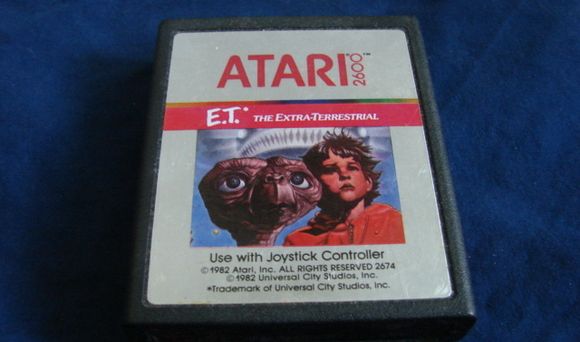 ATARI® 2600™
E.T.* THE EXTRA-TERRESTRIAL
Use with Joystick Controller
©1982 Atari, Inc. ALL RIGHTS RESERVED 2674
©1982 Universal City Studios, Inc.
*Trademark of Universal City Studios, Inc.